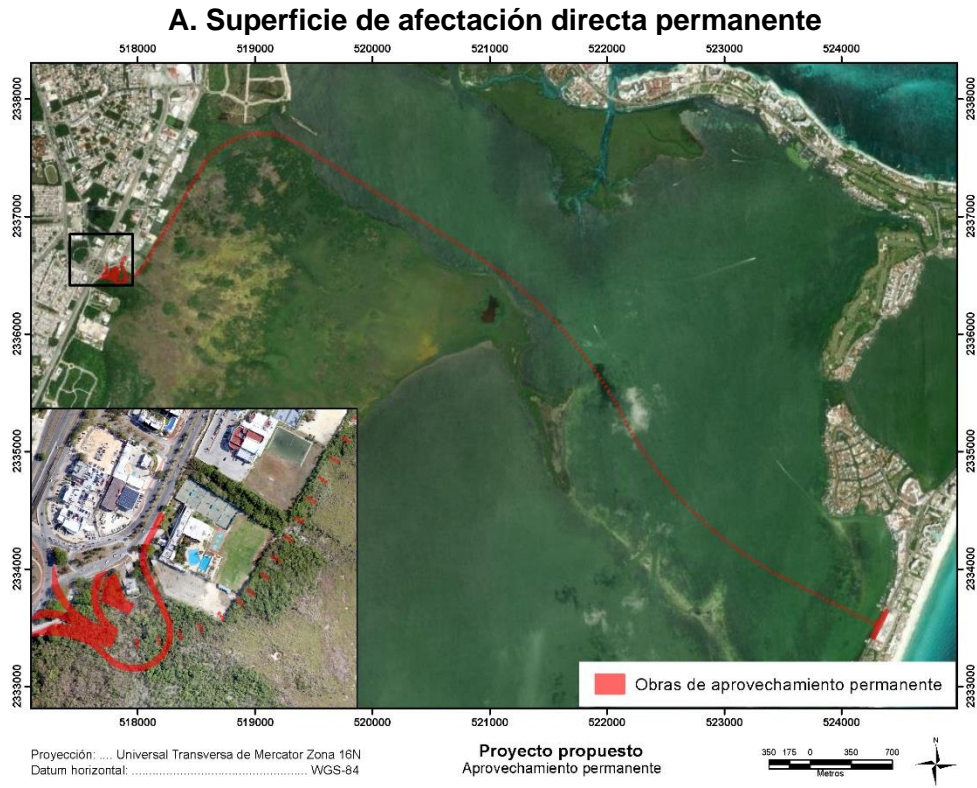 A. Superficie de afectación directa permanente
518000 519000 520000 521000 522000 523000 524000
2338000 2338000
2337000 2337000
2336000 2336000
2335000 2335000
2334000 2334000
2333000 2333000
Obras de aprovechamiento permanente
518000 519000 520000 521000 522000 523000 524000
Proyección: .... Universal Transversa de Mercator Zona 16N
Datum horizontal: ................................................ WGS-84
Proyecto propuesto
Aprovechamiento permanente
350 175 0 350 700
Metros
N